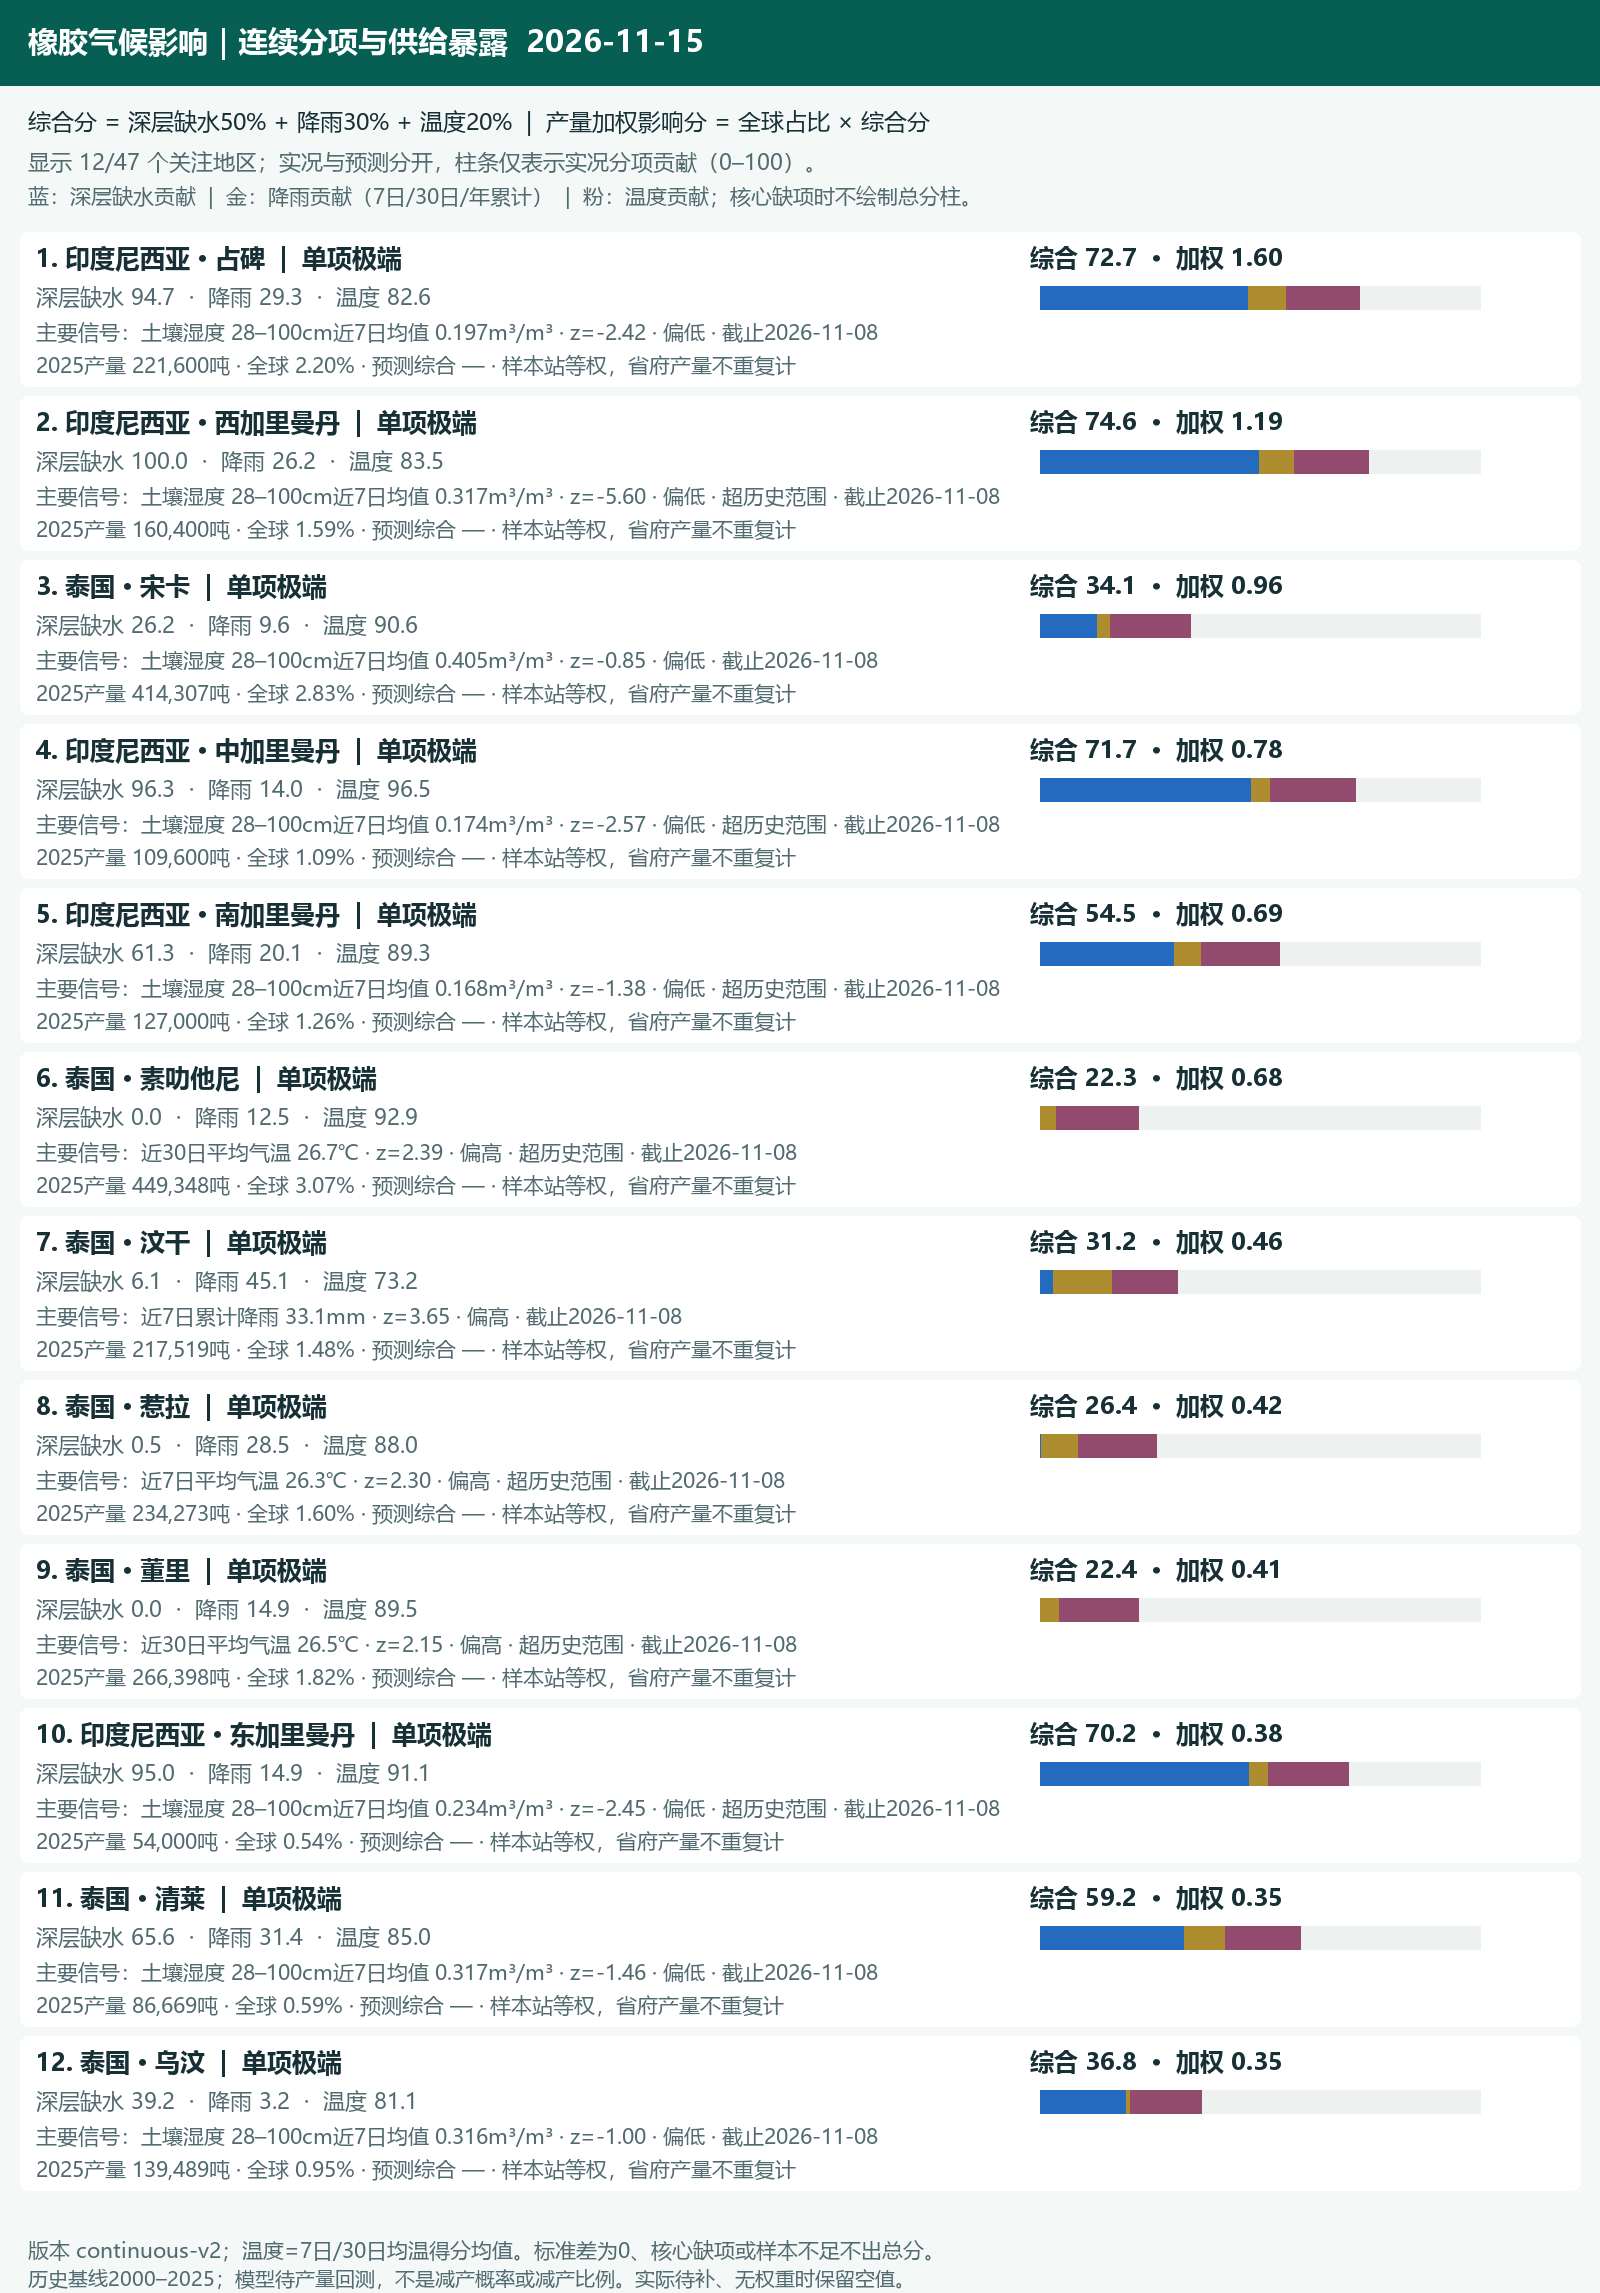 橡胶气候影响｜连续分项与供给暴露 2026-11-15
综合分 = 深层缺水50% + 降雨30% + 温度20% ｜ 产量加权影响分 = 全球占比 × 综合分
显示 12/47 个关注地区；实况与预测分开，柱条仅表示实况分项贡献（0–100）。
蓝：深层缺水贡献 ｜ 金：降雨贡献（7日/30日/年累计） ｜ 粉：温度贡献；核心缺项时不绘制总分柱。
1. 印度尼西亚·占碑 ｜ 单项极端
综合 72.7 · 加权 1.60
深层缺水 94.7 · 降雨 29.3 · 温度 82.6
主要信号：土壤湿度 28–100cm近7日均值 0.197m³/m³ · z=-2.42 · 偏低 · 截止2026-11-08
2025产量 221,600吨 · 全球 2.20% · 预测综合 — · 样本站等权，省府产量不重复计
2. 印度尼西亚·西加里曼丹 ｜ 单项极端
综合 74.6 · 加权 1.19
深层缺水 100.0 · 降雨 26.2 · 温度 83.5
主要信号：土壤湿度 28–100cm近7日均值 0.317m³/m³ · z=-5.60 · 偏低 · 超历史范围 · 截止2026-11-08
2025产量 160,400吨 · 全球 1.59% · 预测综合 — · 样本站等权，省府产量不重复计
3. 泰国·宋卡 ｜ 单项极端
综合 34.1 · 加权 0.96
深层缺水 26.2 · 降雨 9.6 · 温度 90.6
主要信号：土壤湿度 28–100cm近7日均值 0.405m³/m³ · z=-0.85 · 偏低 · 截止2026-11-08
2025产量 414,307吨 · 全球 2.83% · 预测综合 — · 样本站等权，省府产量不重复计
4. 印度尼西亚·中加里曼丹 ｜ 单项极端
综合 71.7 · 加权 0.78
深层缺水 96.3 · 降雨 14.0 · 温度 96.5
主要信号：土壤湿度 28–100cm近7日均值 0.174m³/m³ · z=-2.57 · 偏低 · 超历史范围 · 截止2026-11-08
2025产量 109,600吨 · 全球 1.09% · 预测综合 — · 样本站等权，省府产量不重复计
5. 印度尼西亚·南加里曼丹 ｜ 单项极端
综合 54.5 · 加权 0.69
深层缺水 61.3 · 降雨 20.1 · 温度 89.3
主要信号：土壤湿度 28–100cm近7日均值 0.168m³/m³ · z=-1.38 · 偏低 · 超历史范围 · 截止2026-11-08
2025产量 127,000吨 · 全球 1.26% · 预测综合 — · 样本站等权，省府产量不重复计
6. 泰国·素叻他尼 ｜ 单项极端
综合 22.3 · 加权 0.68
深层缺水 0.0 · 降雨 12.5 · 温度 92.9
主要信号：近30日平均气温 26.7℃ · z=2.39 · 偏高 · 超历史范围 · 截止2026-11-08
2025产量 449,348吨 · 全球 3.07% · 预测综合 — · 样本站等权，省府产量不重复计
7. 泰国·汶干 ｜ 单项极端
综合 31.2 · 加权 0.46
深层缺水 6.1 · 降雨 45.1 · 温度 73.2
主要信号：近7日累计降雨 33.1mm · z=3.65 · 偏高 · 截止2026-11-08
2025产量 217,519吨 · 全球 1.48% · 预测综合 — · 样本站等权，省府产量不重复计
8. 泰国·惹拉 ｜ 单项极端
综合 26.4 · 加权 0.42
深层缺水 0.5 · 降雨 28.5 · 温度 88.0
主要信号：近7日平均气温 26.3℃ · z=2.30 · 偏高 · 超历史范围 · 截止2026-11-08
2025产量 234,273吨 · 全球 1.60% · 预测综合 — · 样本站等权，省府产量不重复计
9. 泰国·董里 ｜ 单项极端
综合 22.4 · 加权 0.41
深层缺水 0.0 · 降雨 14.9 · 温度 89.5
主要信号：近30日平均气温 26.5℃ · z=2.15 · 偏高 · 超历史范围 · 截止2026-11-08
2025产量 266,398吨 · 全球 1.82% · 预测综合 — · 样本站等权，省府产量不重复计
10. 印度尼西亚·东加里曼丹 ｜ 单项极端
综合 70.2 · 加权 0.38
深层缺水 95.0 · 降雨 14.9 · 温度 91.1
主要信号：土壤湿度 28–100cm近7日均值 0.234m³/m³ · z=-2.45 · 偏低 · 超历史范围 · 截止2026-11-08
2025产量 54,000吨 · 全球 0.54% · 预测综合 — · 样本站等权，省府产量不重复计
11. 泰国·清莱 ｜ 单项极端
综合 59.2 · 加权 0.35
深层缺水 65.6 · 降雨 31.4 · 温度 85.0
主要信号：土壤湿度 28–100cm近7日均值 0.317m³/m³ · z=-1.46 · 偏低 · 截止2026-11-08
2025产量 86,669吨 · 全球 0.59% · 预测综合 — · 样本站等权，省府产量不重复计
12. 泰国·乌汶 ｜ 单项极端
综合 36.8 · 加权 0.35
深层缺水 39.2 · 降雨 3.2 · 温度 81.1
主要信号：土壤湿度 28–100cm近7日均值 0.316m³/m³ · z=-1.00 · 偏低 · 截止2026-11-08
2025产量 139,489吨 · 全球 0.95% · 预测综合 — · 样本站等权，省府产量不重复计
版本 continuous-v2；温度=7日/30日均温得分均值。标准差为0、核心缺项或样本不足不出总分。
历史基线2000–2025；模型待产量回测，不是减产概率或减产比例。实际待补、无权重时保留空值。